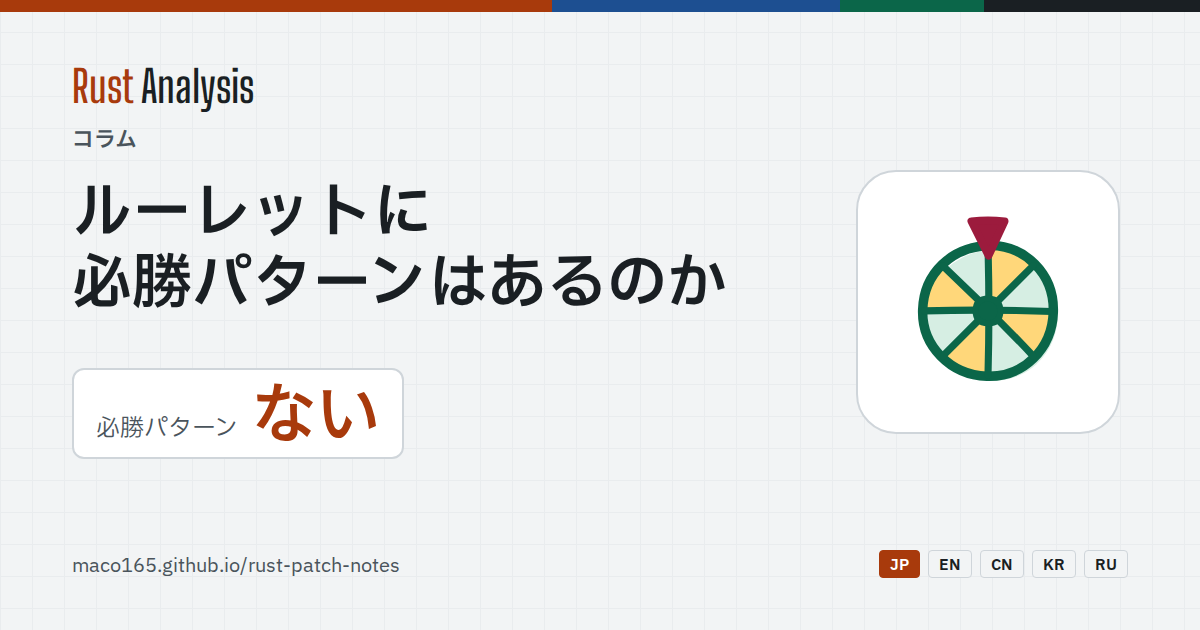 Rust Analysis
コラム
ルーレットに
必勝パターンはあるのか
必勝パターン ない
maco165.github.io/rust-patch-notes
JP EN CN KR RU